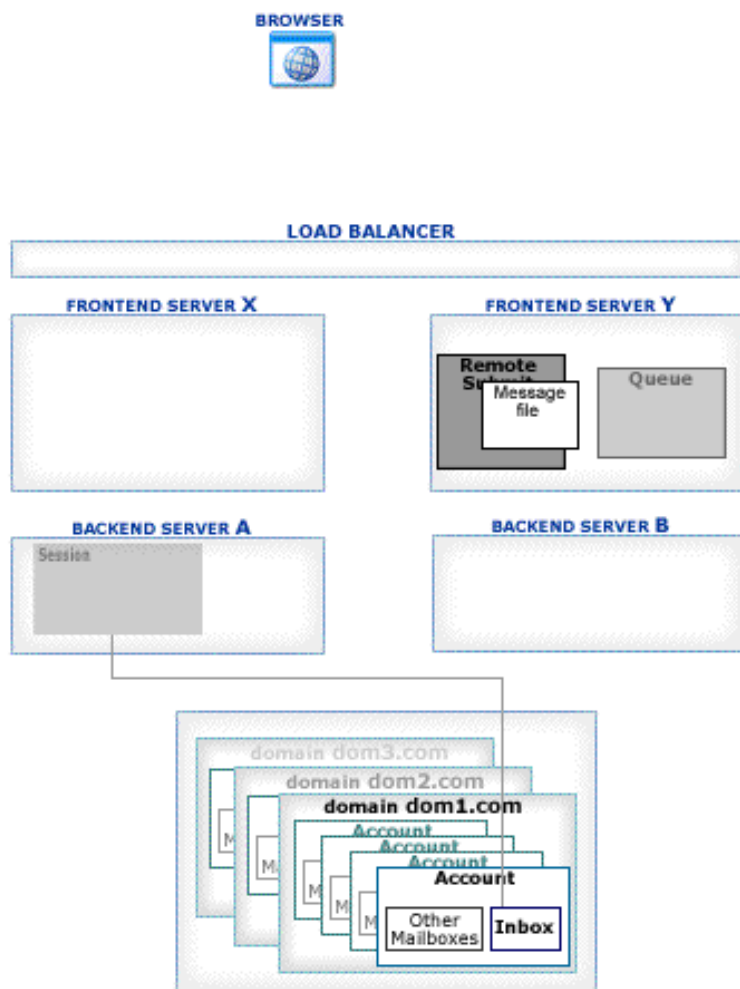 BROWSER
LOAD BALANCER
FRONTEND SERVER X
FRONTEND SERVER Y
Remote
Submit
Message
file
Queue
BACKEND SERVER A
BACKEND SERVER B
Session
domain dom3.com
domain dom2.com
domain dom1.com
Account
Account
Account
Account
Other
Mailboxes
Inbox